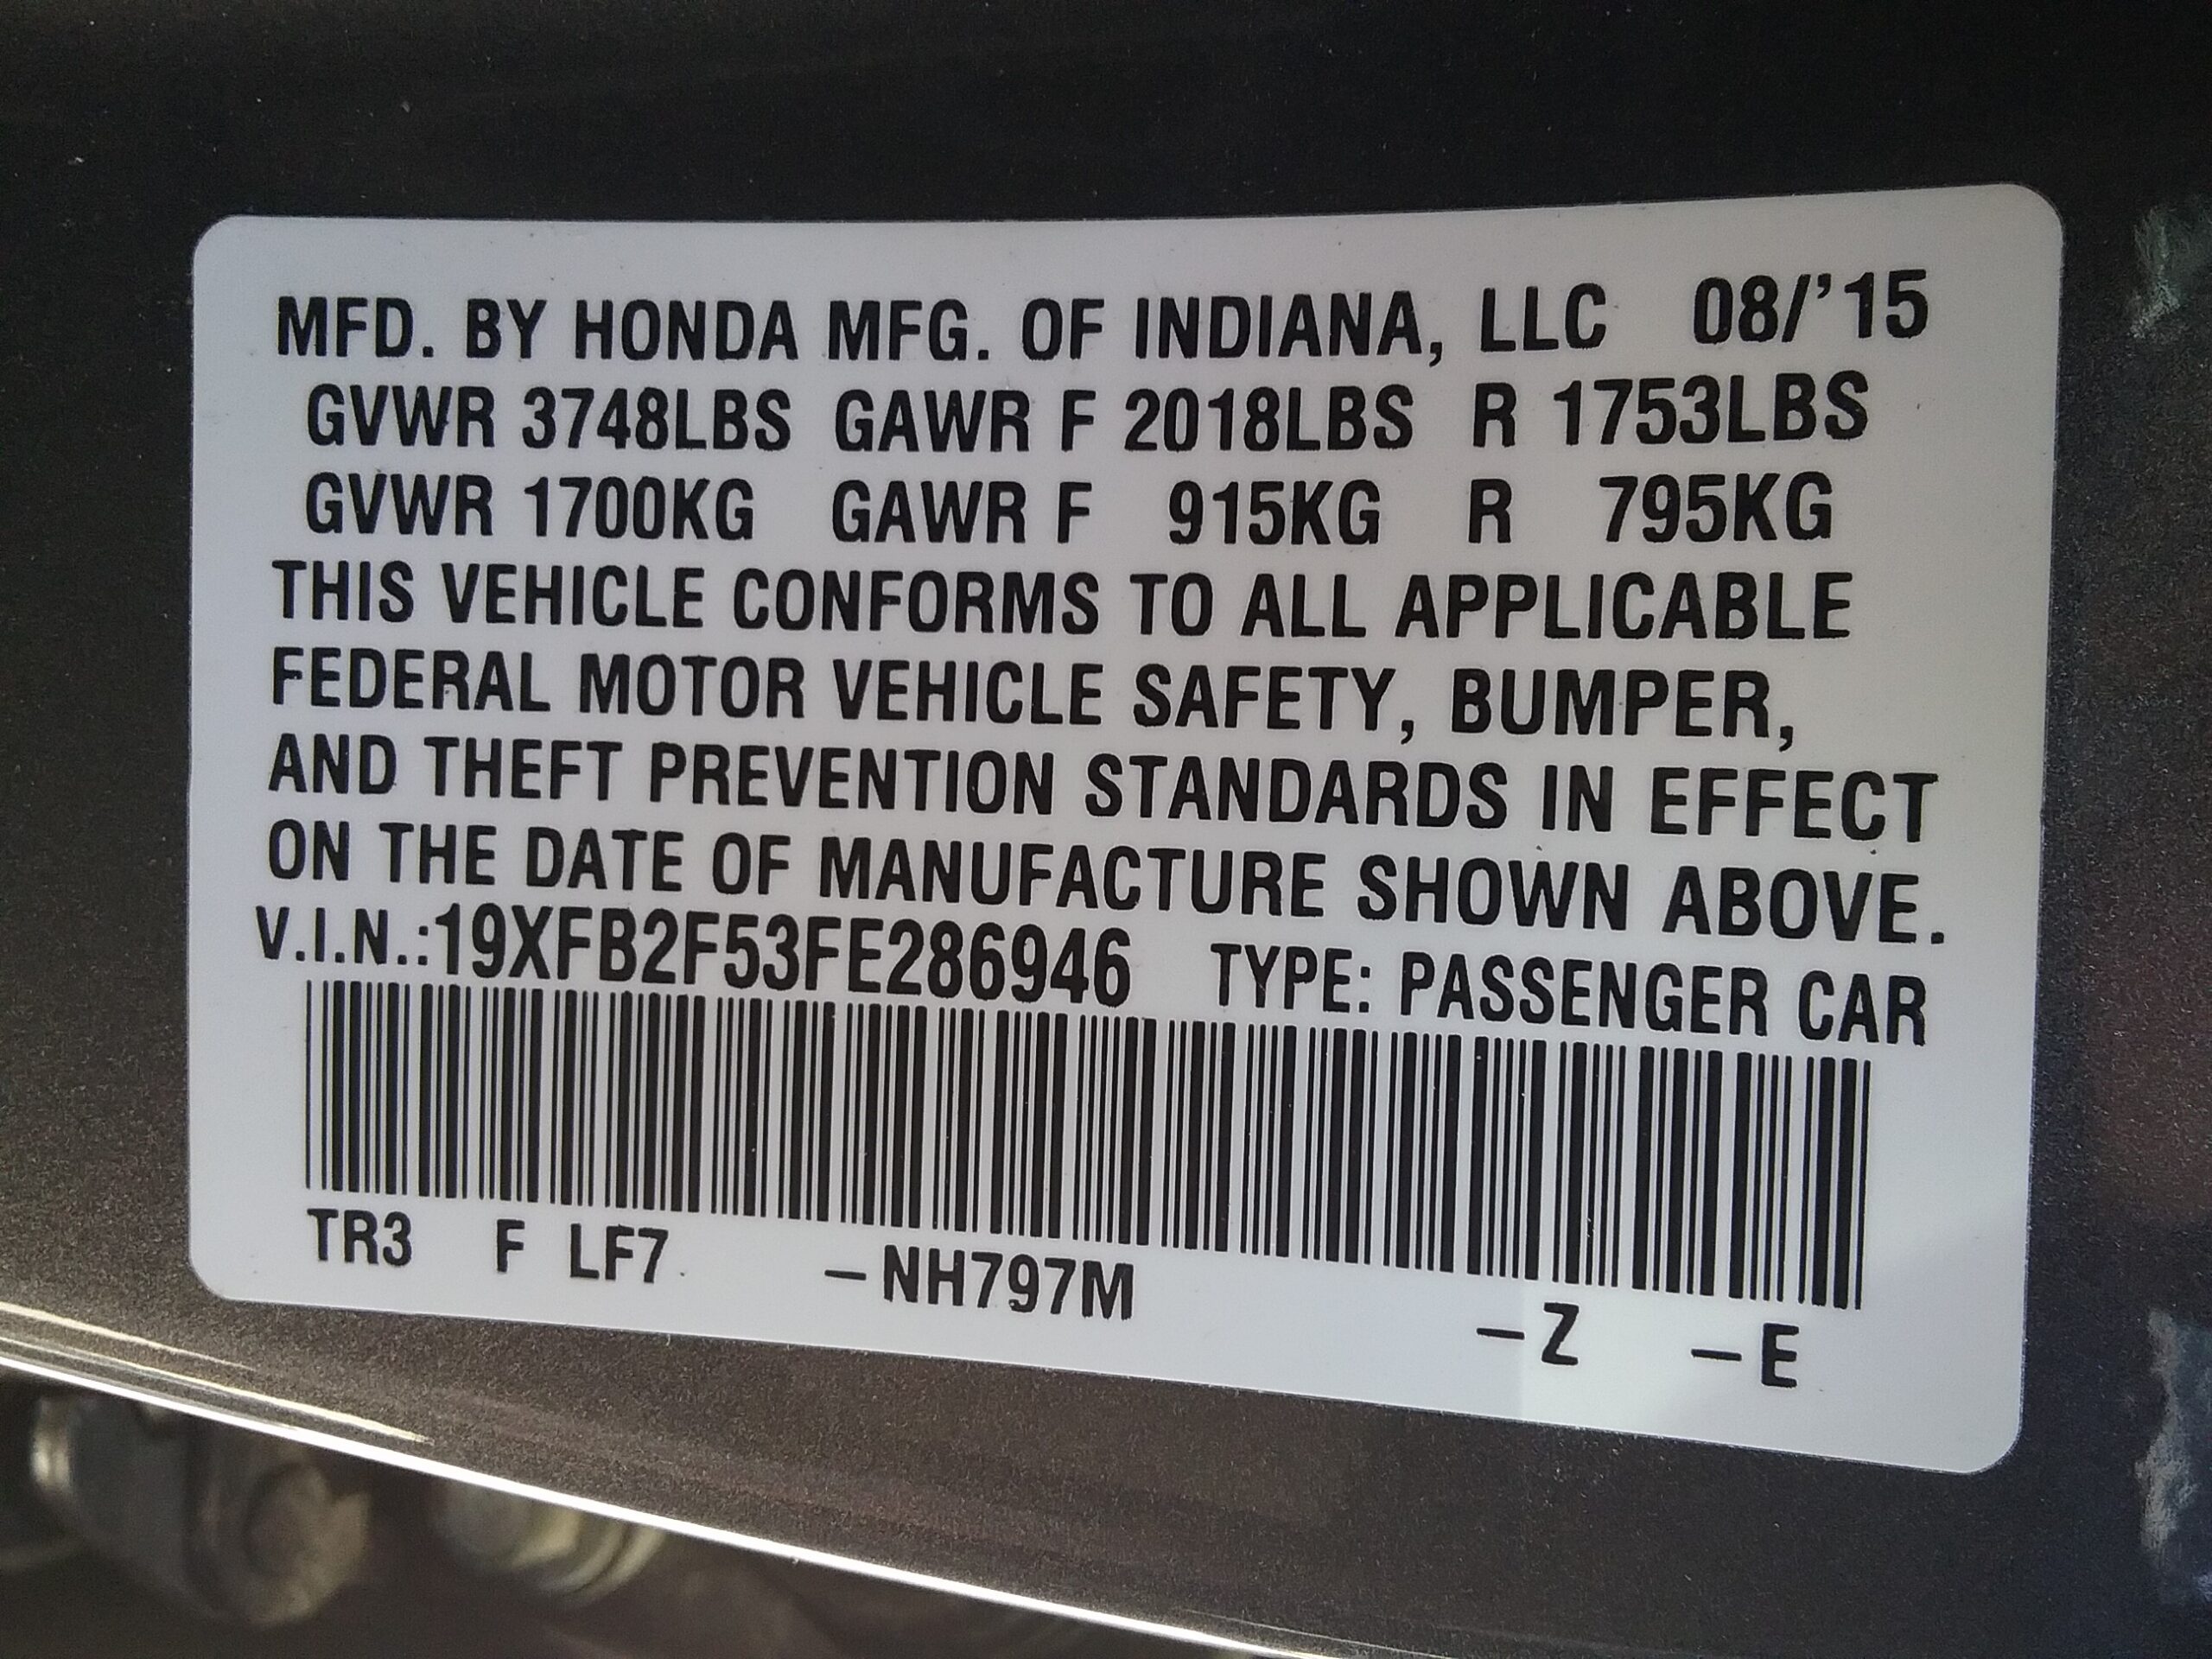 MFD. BY HONDA MFG. OF INDIANA, LLC 08/'15
GVWR 3748LBS GAWR F 2018LBS R 1753LBS
GVWR 1700KG GAWR F 915KG R 795KG
THIS VEHICLE CONFORMS TO ALL APPLICABLE
FEDERAL MOTOR VEHICLE SAFETY, BUMPER,
AND THEFT PREVENTION STANDARDS IN EFFECT
ON THE DATE OF MANUFACTURE SHOWN ABOVE.
V.I.N.:19XFB2F53FE286946 TYPE: PASSENGER CAR
TR3 F LF7 –NH797M –Z –E